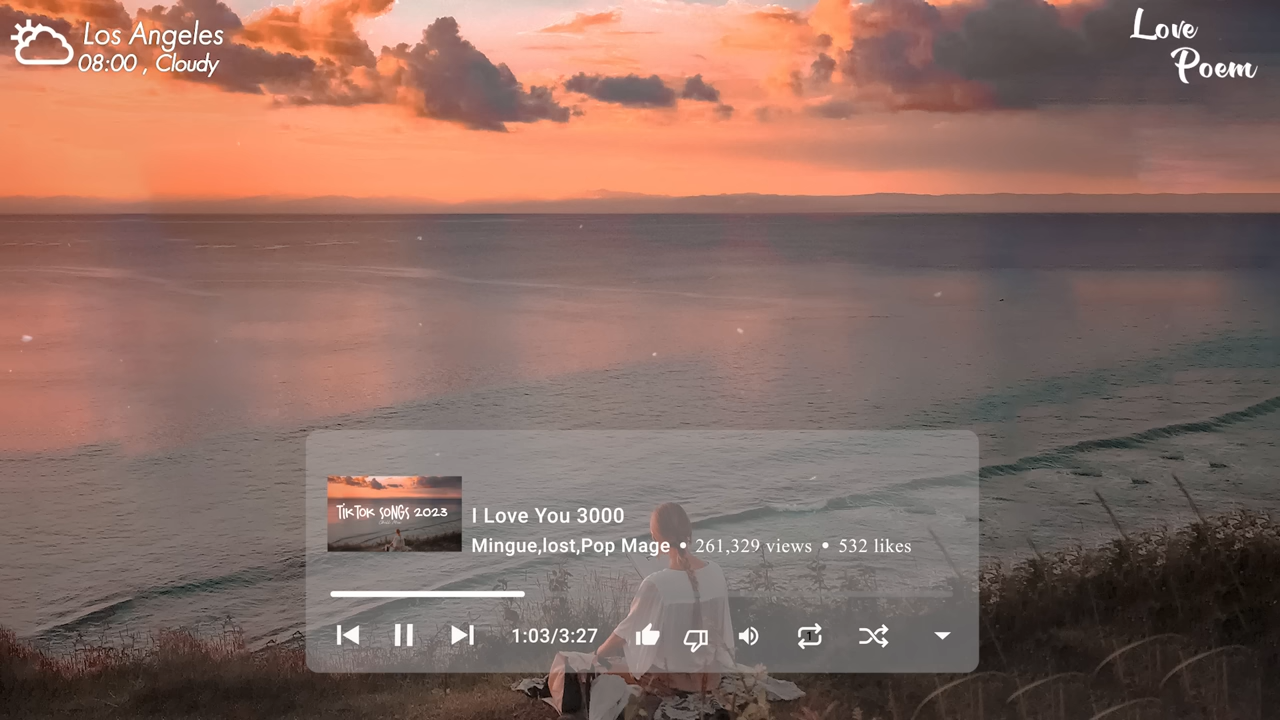 Los Angeles
08:00 , Cloudy
Love
Poem
TikTok SONGS 2023
I Love You 3000
Mingue,lost,Pop Mage • 261,329 views • 532 likes
1:03/3:27
1